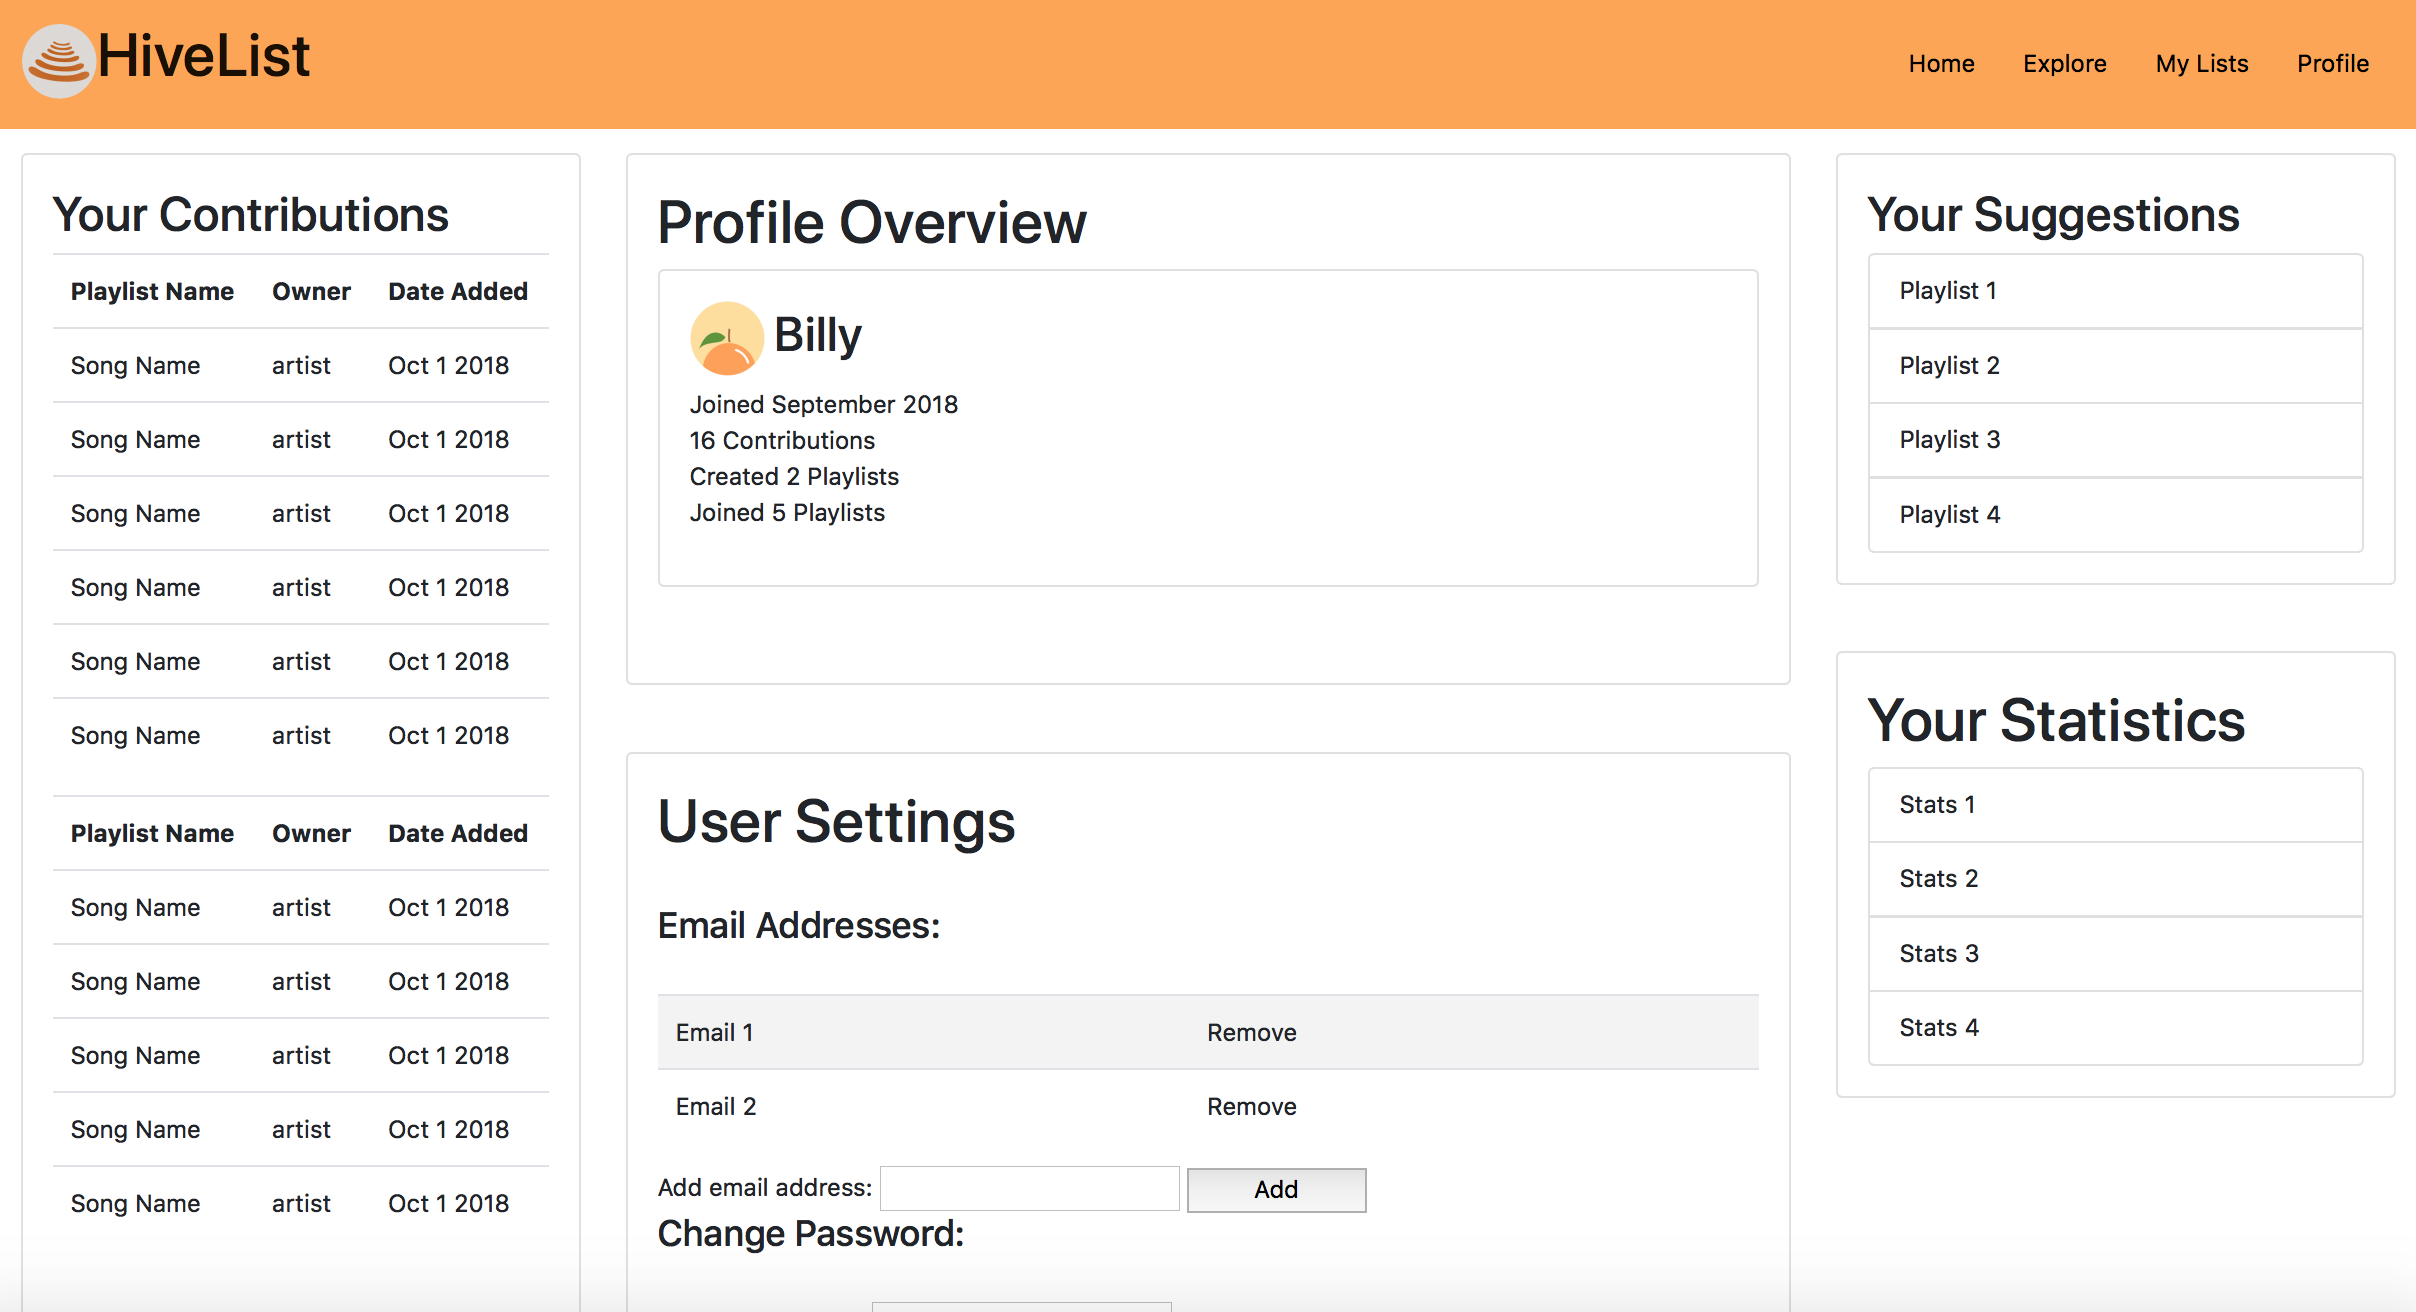 HiveList
Home Explore My Lists Profile
Your Contributions
Playlist Name Owner Date Added
Song Name artist Oct 1 2018
Song Name artist Oct 1 2018
Song Name artist Oct 1 2018
Song Name artist Oct 1 2018
Song Name artist Oct 1 2018
Song Name artist Oct 1 2018
Playlist Name Owner Date Added
Song Name artist Oct 1 2018
Song Name artist Oct 1 2018
Song Name artist Oct 1 2018
Song Name artist Oct 1 2018
Song Name artist Oct 1 2018
Profile Overview
Billy
Joined September 2018
16 Contributions
Created 2 Playlists
Joined 5 Playlists
User Settings
Email Addresses:
Email 1 Remove
Email 2 Remove
Add email address: Add
Change Password:
Your Suggestions
Playlist 1
Playlist 2
Playlist 3
Playlist 4
Your Statistics
Stats 1
Stats 2
Stats 3
Stats 4